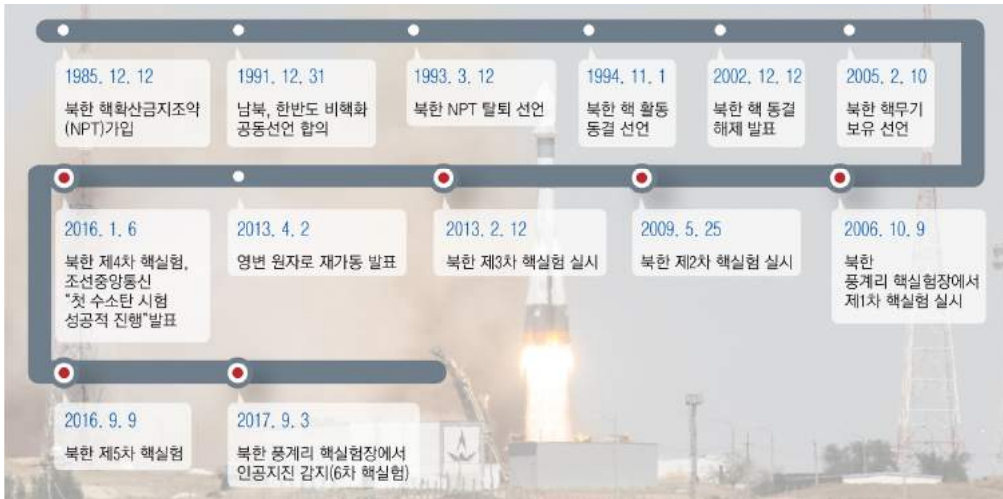 1985. 12. 12
북한 핵확산금지조약
(NPT)가입
1991. 12. 31
남북, 한반도 비핵화
공동선언 합의
1993. 3. 12
북한 NPT 탈퇴 선언
1994. 11. 1
북한 핵 활동
동결 선언
2002. 12. 12
북한 핵 동결
해제 발표
2005. 2. 10
북한 핵무기
보유 선언
2006. 10. 9
북한
풍계리 핵실험장에서
제1차 핵실험 실시
2009. 5. 25
북한 제2차 핵실험 실시
2013. 2. 12
북한 제3차 핵실험 실시
2013. 4. 2
영변 원자로 재가동 발표
2016. 1. 6
북한 제4차 핵실험,
조선중앙통신
"첫 수소탄 시험
성공적 진행"발표
2016. 9. 9
북한 제5차 핵실험
2017. 9. 3
북한 풍계리 핵실험장에서
인공지진 감지(6차 핵실험)